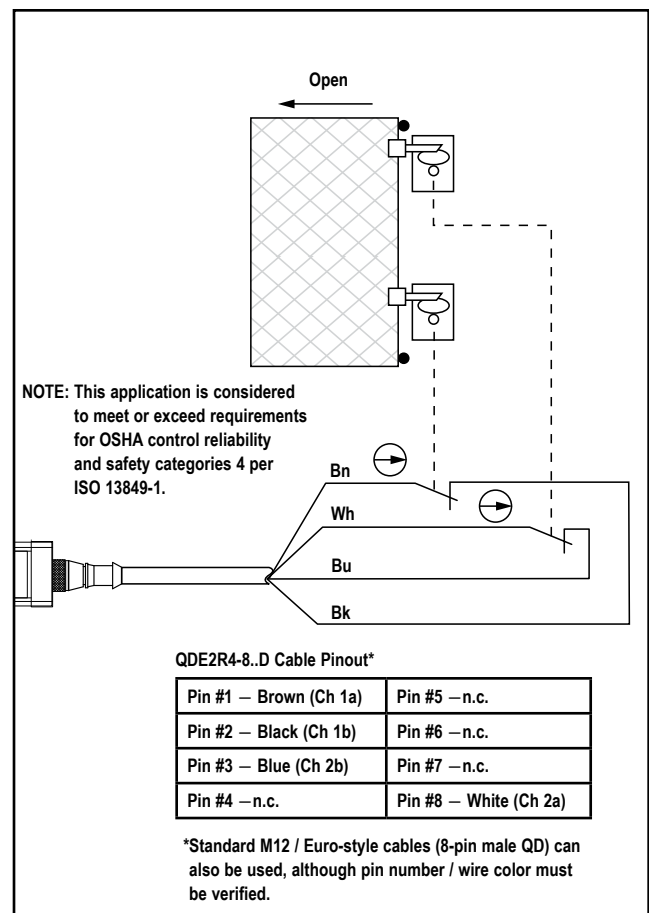 Open
NOTE: This application is considered
to meet or exceed requirements
for OSHA control reliability
and safety categories 4 per
ISO 13849-1.
Bn
Wh
Bu
Bk
QDE2R4-8..D Cable Pinout*
Pin #1 — Brown (Ch 1a)
Pin #5 —n.c.
Pin #2 — Black (Ch 1b)
Pin #6 —n.c.
Pin #3 — Blue (Ch 2b)
Pin #7 —n.c.
Pin #4 —n.c.
Pin #8 — White (Ch 2a)
*Standard M12 / Euro-style cables (8-pin male QD) can
also be used, although pin number / wire color must
be verified.